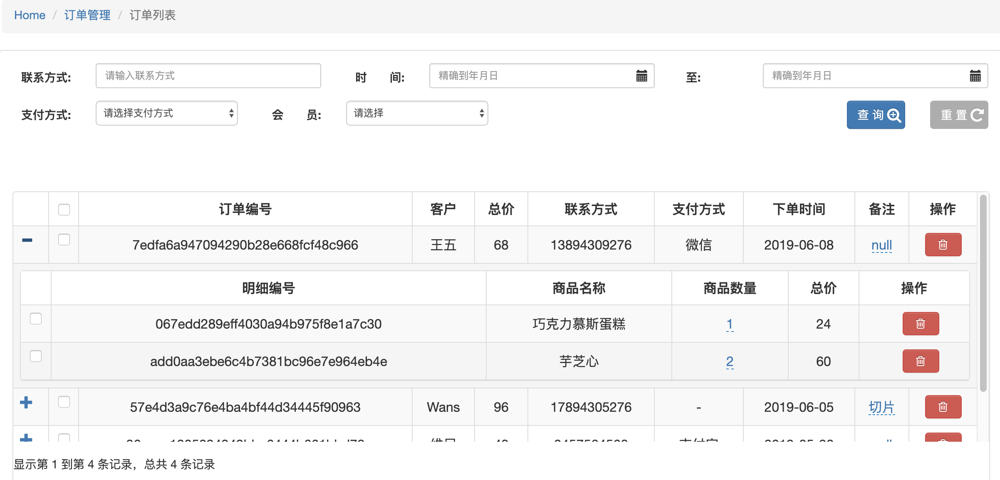 Home / 订单管理 / 订单列表
联系方式: 请输入联系方式 时 间: 精确到年月日 至: 精确到年月日
支付方式: 请选择支付方式 会 员: 请选择 查 询 重 置
订单编号 客户 总价 联系方式 支付方式 下单时间 备注 操作
7edfa6a947094290b28e668fcf48c966 王五 68 13894309276 微信 2019-06-08 null
明细编号 商品名称 商品数量 总价 操作
067edd289eff4030a94b975f8e1a7c30 巧克力慕斯蛋糕 1 24
add0aa3ebe6c4b7381bc96e7e964eb4e 芋芝心 2 60
57e4d3a9c76e4ba4bf44d34445f90963 Wans 96 17894305276 - 2019-06-05 切片
显示第 1 到第 4 条记录，总共 4 条记录